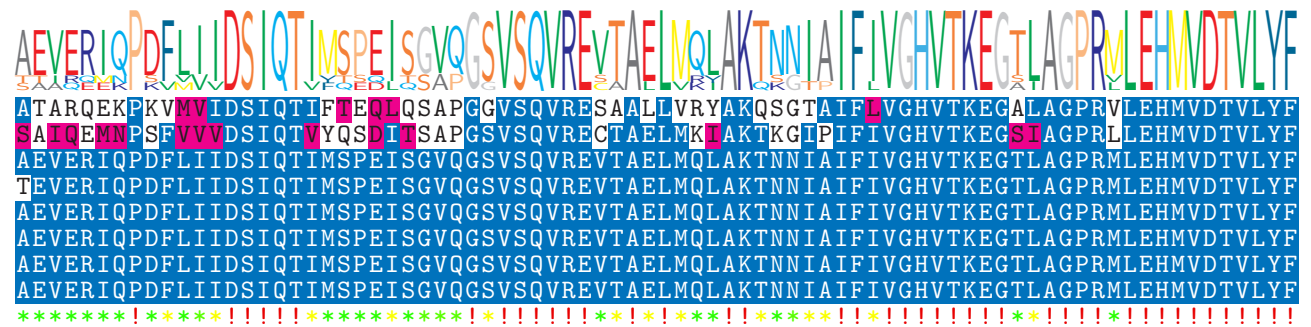 AEVERIQPDFLIIDSIQTIMSPEISGVQGSVSQVREVTAELMQLAKTNNIAIFIVGHVTKEGTLAGPRMLEHMVDTVLYF
ATARQEKPKVMVIDSIQTIFTEQLQSAPGGVSQVRESAALLVRYAKQSGTAIFLVGHVTKEGALAGPRVLEHMVDTVLYF
SAIQEMNPSFVVVDSIQTVYQSDITSAPGSVSQVRECTAELMKIAKTKGIPIFIVGHVTKEGSIAGPRLLEHMVDTVLYF
AEVERIQPDFLIIDSIQTIMSPEISGVQGSVSQVREVTAELMQLAKTNNIAIFIVGHVTKEGTLAGPRMLEHMVDTVLYF
TEVERIQPDFLIIDSIQTIMSPEISGVQGSVSQVREVTAELMQLAKTNNIAIFIVGHVTKEGTLAGPRMLEHMVDTVLYF
AEVERIQPDFLIIDSIQTIMSPEISGVQGSVSQVREVTAELMQLAKTNNIAIFIVGHVTKEGTLAGPRMLEHMVDTVLYF
AEVERIQPDFLIIDSIQTIMSPEISGVQGSVSQVREVTAELMQLAKTNNIAIFIVGHVTKEGTLAGPRMLEHMVDTVLYF
AEVERIQPDFLIIDSIQTIMSPEISGVQGSVSQVREVTAELMQLAKTNNIAIFIVGHVTKEGTLAGPRMLEHMVDTVLYF
AEVERIQPDFLIIDSIQTIMSPEISGVQGSVSQVREVTAELMQLAKTNNIAIFIVGHVTKEGTLAGPRMLEHMVDTVLYF
*******!*****!!!!!**********!*!!!!!!**!*!***!!*****!!*!!!!!!!!**!!!!*!!!!!!!!!!!